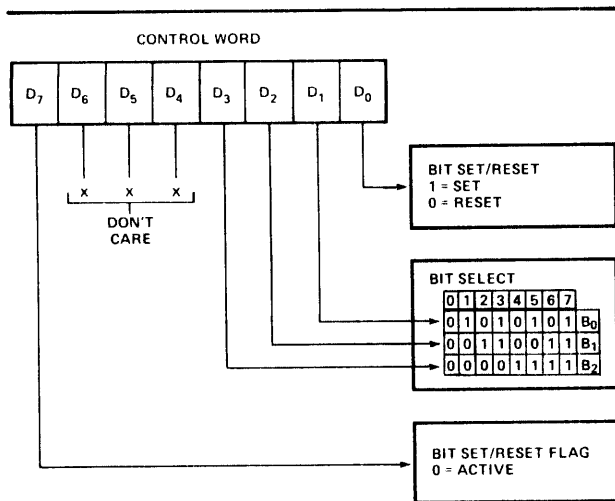 CONTROL WORD
D7 D6 D5 D4 D3 D2 D1 D0
X X X
DON'T
CARE
BIT SET/RESET
1 = SET
0 = RESET
BIT SELECT
0 1 2 3 4 5 6 7
0 1 0 1 0 1 0 1 B0
0 0 1 1 0 0 1 1 B1
0 0 0 0 1 1 1 1 B2
BIT SET/RESET FLAG
0 = ACTIVE